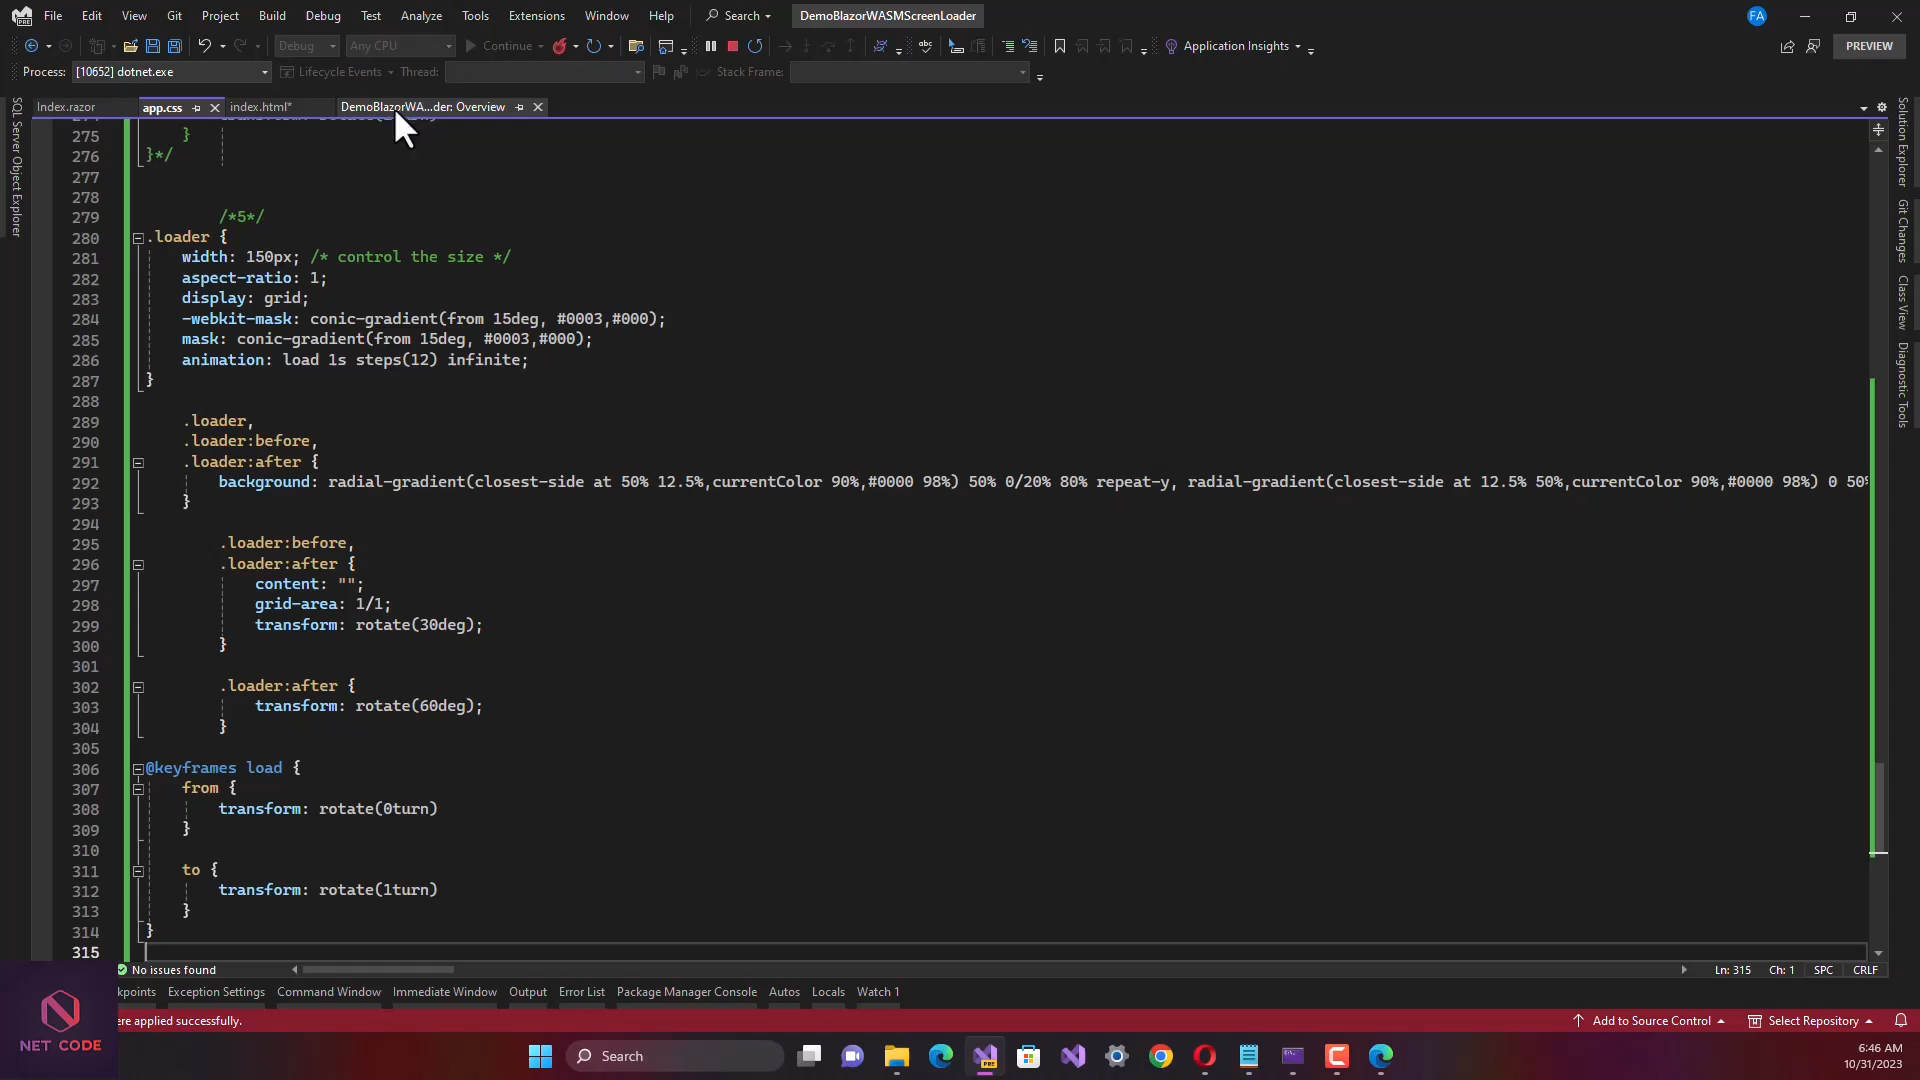 File Edit View Git Project Build Debug Test Analyze Tools Extensions Window Help Search DemoBlazorWASMScreenLoader FA
Debug Any CPU Continue Application Insights PREVIEW
Process: [10652] dotnet.exe Lifecycle Events Thread: Stack Frame:
Index.razor app.css index.html* DemoBlazorWA...der: Overview
SQL Server Object Explorer
Solution Explorer
Git Changes
Class View
Diagnostic Tools
275 }
276 }*/
277
278
279 /*5*/
280 .loader {
281 width: 150px; /* control the size */
282 aspect-ratio: 1;
283 display: grid;
284 -webkit-mask: conic-gradient(from 15deg, #0003,#000);
285 mask: conic-gradient(from 15deg, #0003,#000);
286 animation: load 1s steps(12) infinite;
287 }
288
289 .loader,
290 .loader:before,
291 .loader:after {
292 background: radial-gradient(closest-side at 50% 12.5%,currentColor 90%,#0000 98%) 50% 0/20% 80% repeat-y, radial-gradient(closest-side at 12.5% 50%,currentColor 90%,#0000 98%) 0 50%
293 }
294
295 .loader:before,
296 .loader:after {
297 content: "";
298 grid-area: 1/1;
299 transform: rotate(30deg);
300 }
301
302 .loader:after {
303 transform: rotate(60deg);
304 }
305
306 @keyframes load {
307 from {
308 transform: rotate(0turn)
309 }
310
311 to {
312 transform: rotate(1turn)
313 }
314 }
315
No issues found Ln: 315 Ch: 1 SPC CRLF
kpoints Exception Settings Command Window Immediate Window Output Error List Package Manager Console Autos Locals Watch 1
ere applied successfully. Add to Source Control Select Repository
NET CODE
Search
6:46 AM
10/31/2023